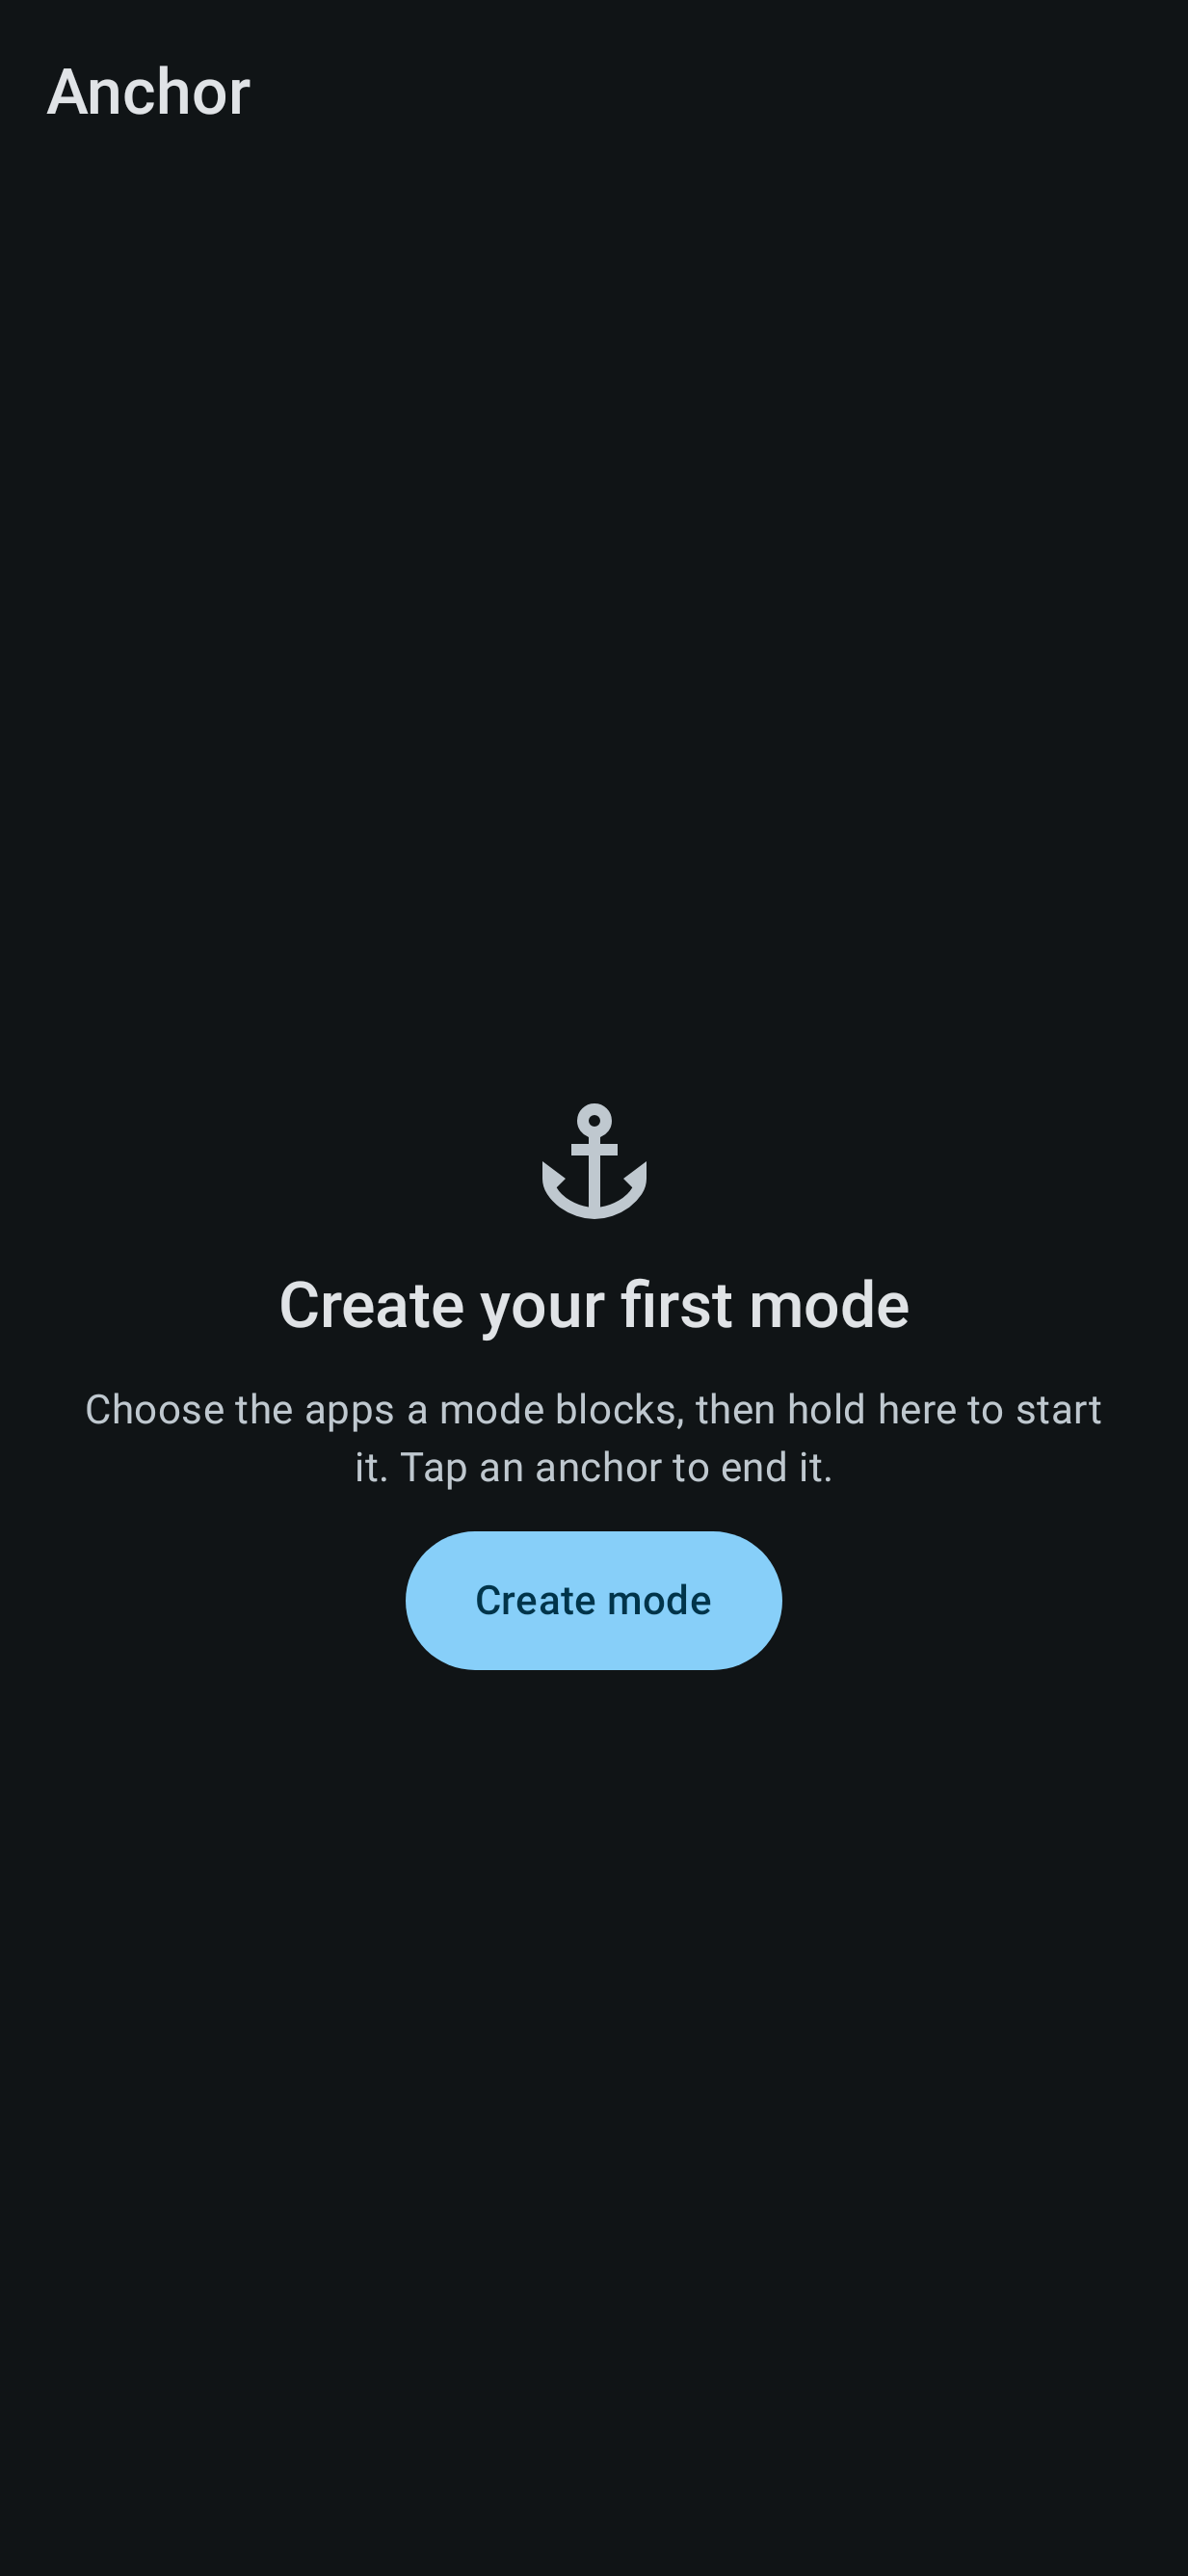 Anchor
Create your first mode
Choose the apps a mode blocks, then hold here to start
it. Tap an anchor to end it.
Create mode